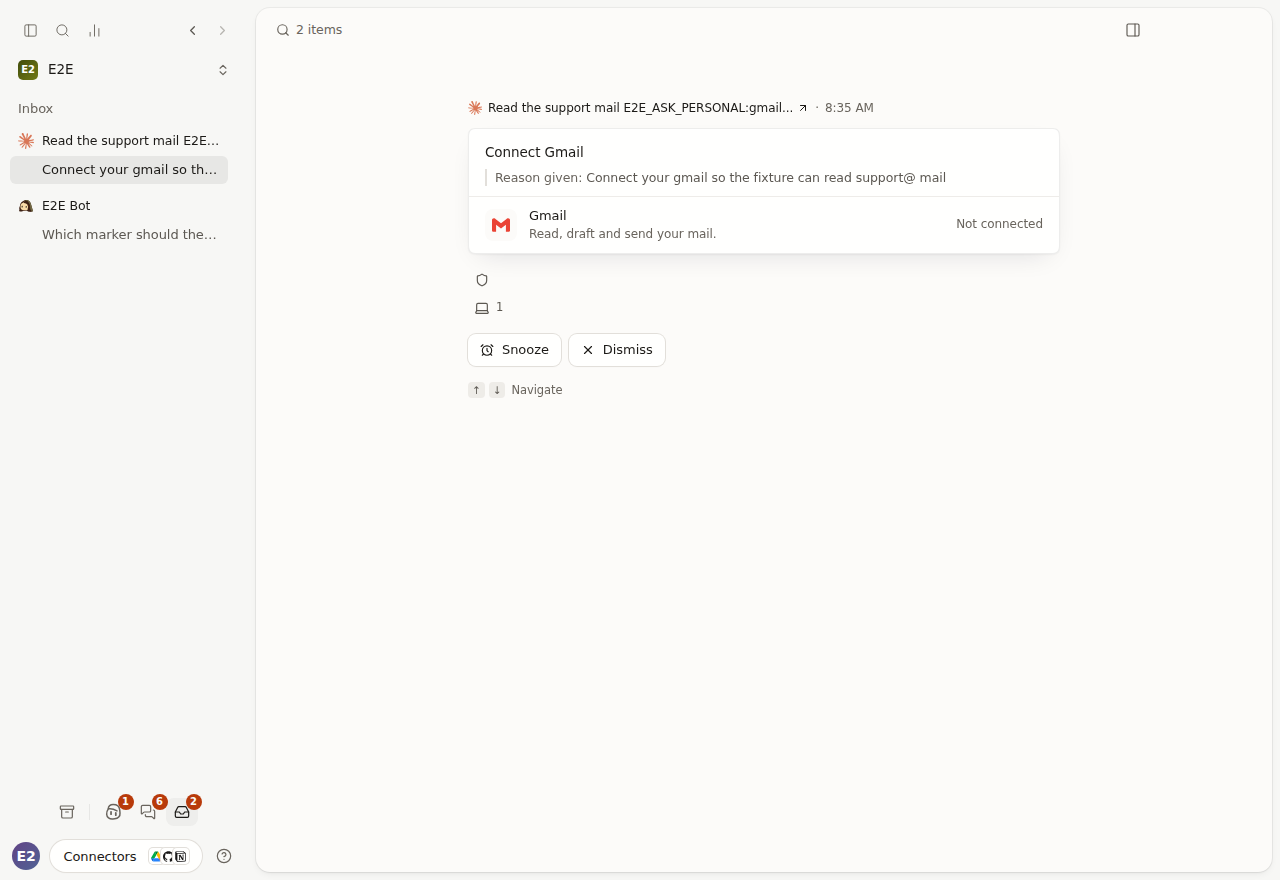 2 items
E2 E2E
Inbox
Read the support mail E2E...
Connect your gmail so th...
E2E Bot
Which marker should the...
Read the support mail E2E_ASK_PERSONAL:gmail... · 8:35 AM
Connect Gmail
Reason given: Connect your gmail so the fixture can read support@ mail
Gmail
Read, draft and send your mail.
Not connected
1
Snooze Dismiss
↑ ↓ Navigate
1 6 2
E2 Connectors